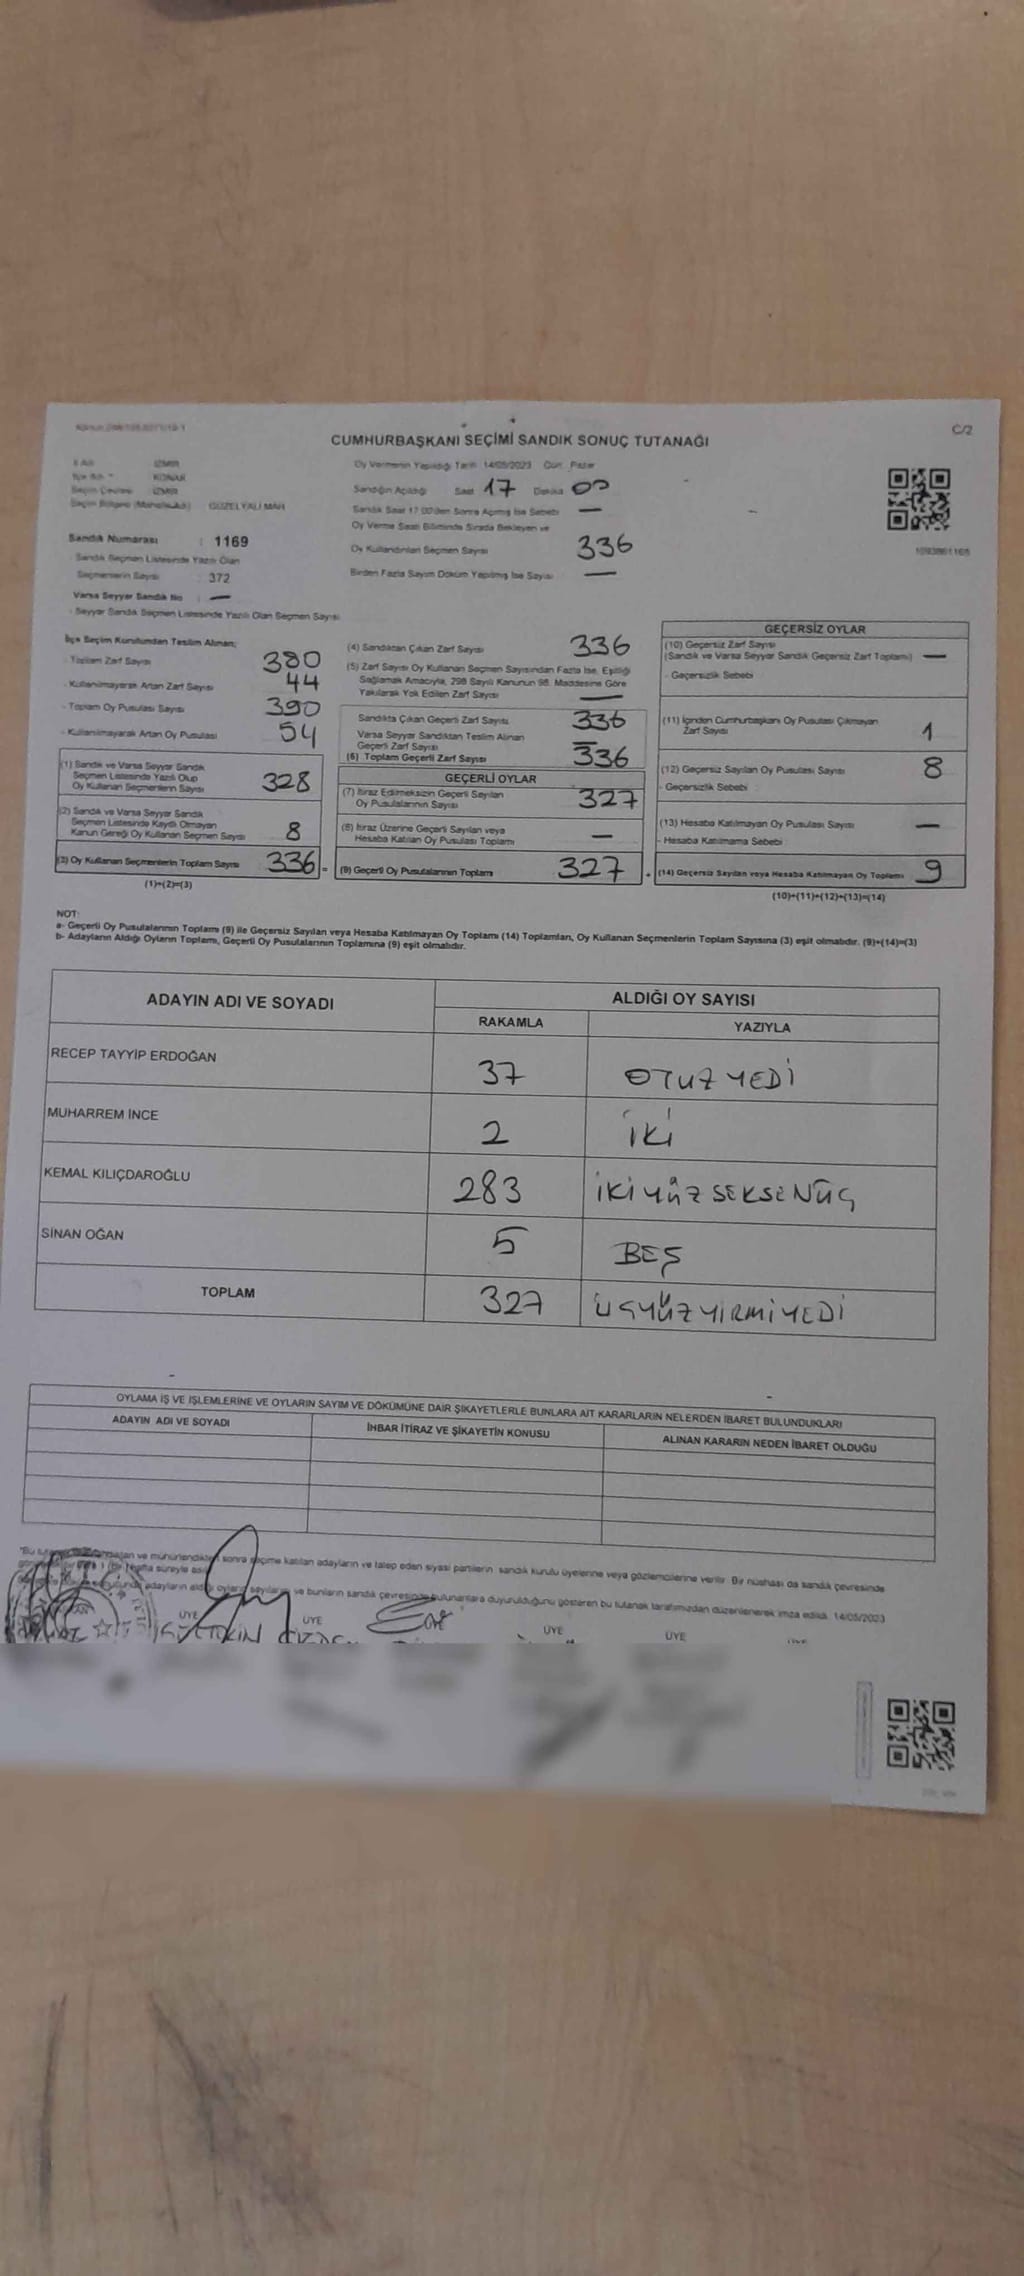 C/2
CUMHURBAŞKANI SEÇİMİ SANDIK SONUÇ TUTANAĞI
İl Adı İZMİR
İlçe Adı KONAK
Seçim Çevresi İZMİR
Seçim Bölgesi (Mahalle/Köy) GÜZELYALI MAH
Sandık Numarası : 1169
Sandık Seçmen Listesinde Yazılı Olan
Seçmenlerin Sayısı : 372
Varsa Seyyar Sandık No : —
- Seyyar Sandık Seçmen Listesinde Yazılı Olan Seçmen Sayısı
Oy Vermenin Yapıldığı Tarih 14/05/2023 Gün: Pazar
Sandığın Açıldığı Saat 17 Dakika 00
Sandık Saat 17:00'den Sonra Açılmış İse Sebebi —
Oy Verme Saati Bitiminde Sırada Bekleyen ve
Oy Kullandırılan Seçmen Sayısı 336
Birden Fazla Sayım Döküm Yapılmış İse Sayısı —
İlçe Seçim Kurulundan Teslim Alınan;
- Toplam Zarf Sayısı 380
- Kullanılmayarak Artan Zarf Sayısı 44
- Toplam Oy Pusulası Sayısı 390
- Kullanılmayarak Artan Oy Pusulası 54
(1) Sandık ve Varsa Seyyar Sandık
Seçmen Listesinde Yazılı Olup
Oy Kullanan Seçmenlerin Sayısı 328
(2) Sandık ve Varsa Seyyar Sandık
Seçmen Listesinde Kayıtlı Olmayan
Kanun Gereği Oy Kullanan Seçmen Sayısı 8
(3) Oy Kullanan Seçmenlerin Toplam Sayısı 336 =
(1)+(2)=(3)
(4) Sandıktan Çıkan Zarf Sayısı 336
(5) Zarf Sayısı Oy Kullanan Seçmen Sayısından Fazla İse, Eşitliği
Sağlamak Amacıyla, 298 Sayılı Kanunun 98. Maddesine Göre
Yakılarak Yok Edilen Zarf Sayısı —
Sandıkta Çıkan Geçerli Zarf Sayısı 336
Varsa Seyyar Sandıktan Teslim Alınan
Geçerli Zarf Sayısı —
(6) Toplam Geçerli Zarf Sayısı 336
GEÇERLİ OYLAR
(7) İtiraz Edilmeksizin Geçerli Sayılan
Oy Pusulalarının Sayısı 327
(8) İtiraz Üzerine Geçerli Sayılan veya
Hesaba Katılan Oy Pusulası Toplamı —
(9) Geçerli Oy Pusulalarının Toplamı 327 +
GEÇERSİZ OYLAR
(10) Geçersiz Zarf Sayısı
(Sandık ve Varsa Seyyar Sandık Geçersiz Zarf Toplamı) —
- Geçersizlik Sebebi
(11) İçinden Cumhurbaşkanı Oy Pusulası Çıkmayan
Zarf Sayısı 1
(12) Geçersiz Sayılan Oy Pusulası Sayısı 8
- Geçersizlik Sebebi
(13) Hesaba Katılmayan Oy Pusulası Sayısı —
- Hesaba Katılmama Sebebi
(14) Geçersiz Sayılan veya Hesaba Katılmayan Oy Toplamı 9
(10)+(11)+(12)+(13)=(14)
NOT:
a- Geçerli Oy Pusulalarının Toplamı (9) ile Geçersiz Sayılan veya Hesaba Katılmayan Oy Toplamı (14) Toplamları, Oy Kullanan Seçmenlerin Toplam Sayısına (3) eşit olmalıdır. (9)+(14)=(3)
b- Adayların Aldığı Oyların Toplamı, Geçerli Oy Pusulalarının Toplamına (9) eşit olmalıdır.
ADAYIN ADI VE SOYADI ALDIĞI OY SAYISI
RAKAMLA YAZIYLA
RECEP TAYYİP ERDOĞAN 37 OTUZ YEDİ
MUHARREM İNCE 2 İKİ
KEMAL KILIÇDAROĞLU 283 İKİ YÜZ SEKSEN ÜÇ
SİNAN OĞAN 5 BEŞ
TOPLAM 327 ÜÇ YÜZ YİRMİ YEDİ
OYLAMA İŞ VE İŞLEMLERİNE VE OYLARIN SAYIM VE DÖKÜMÜNE DAİR ŞİKAYETLERLE BUNLARA AİT KARARLARIN NELERDEN İBARET BULUNDUKLARI
ADAYIN ADI VE SOYADI İHBAR İTİRAZ VE ŞİKAYETİN KONUSU ALINAN KARARIN NEDEN İBARET OLDUĞU
ve mühürlendikten sonra seçime katılan adayların ve talep eden siyasi partilerin sandık kurulu üyelerine veya gözlemcilerine verilir. Bir nüshası da sandık çevresinde
adayların aldığı oyların sayıların ve bunların sandık çevresinde bulunanlara duyurulduğunu gösteren bu tutanak tarafımızdan düzenlenerek imza edildi. 14/05/2023
ÜYE ÜYE ÜYE ÜYE